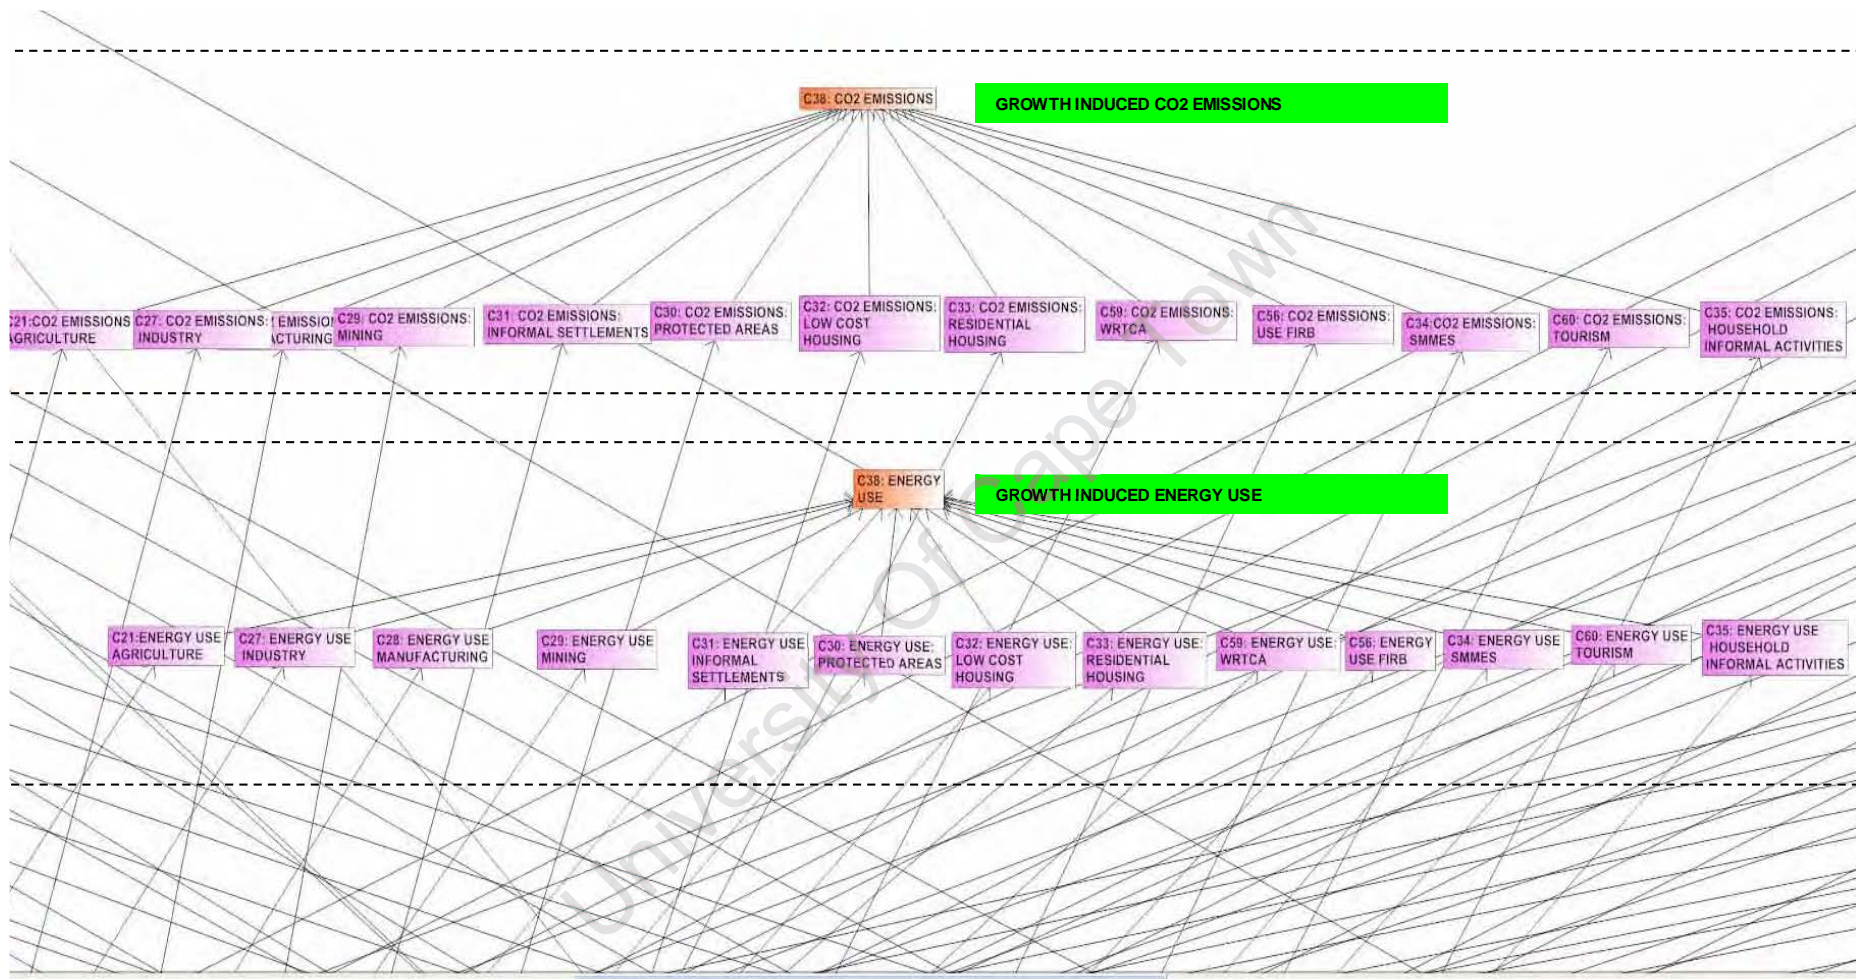 C38: CO2 EMISSIONS
GROWTH INDUCED CO2 EMISSIONS
C21:CO2 EMISSIONS
AGRICULTURE
C27: CO2 EMISSIONS:
INDUSTRY
EMISSION
ACTURING
C29: CO2 EMISSIONS:
MINING
C31: CO2 EMISSIONS:
INFORMAL SETTLEMENTS
C30: CO2 EMISSIONS:
PROTECTED AREAS
C32: CO2 EMISSIONS:
LOW COST
HOUSING
C33: CO2 EMISSIONS:
RESIDENTIAL
HOUSING
C59: CO2 EMISSIONS:
WRTCA
C56: CO2 EMISSIONS:
USE FIRB
C34:CO2 EMISSIONS:
SMMES
C60: CO2 EMISSIONS:
TOURISM
C35: CO2 EMISSIONS:
HOUSEHOLD
INFORMAL ACTIVITIES
C38: ENERGY
USE
GROWTH INDUCED ENERGY USE
C21:ENERGY USE
AGRICULTURE
C27: ENERGY USE
INDUSTRY
C28: ENERGY USE
MANUFACTURING
C29: ENERGY USE
MINING
C31: ENERGY USE
INFORMAL
SETTLEMENTS
C30: ENERGY USE:
PROTECTED AREAS
C32: ENERGY USE:
LOW COST
HOUSING
C33: ENERGY USE:
RESIDENTIAL
HOUSING
C59: ENERGY USE:
WRTCA
C56: ENERGY
USE FIRB
C34: ENERGY USE
SMMES
C60: ENERGY USE
TOURISM
C35: ENERGY USE
HOUSEHOLD
INFORMAL ACTIVITIES
University Of Cape Town